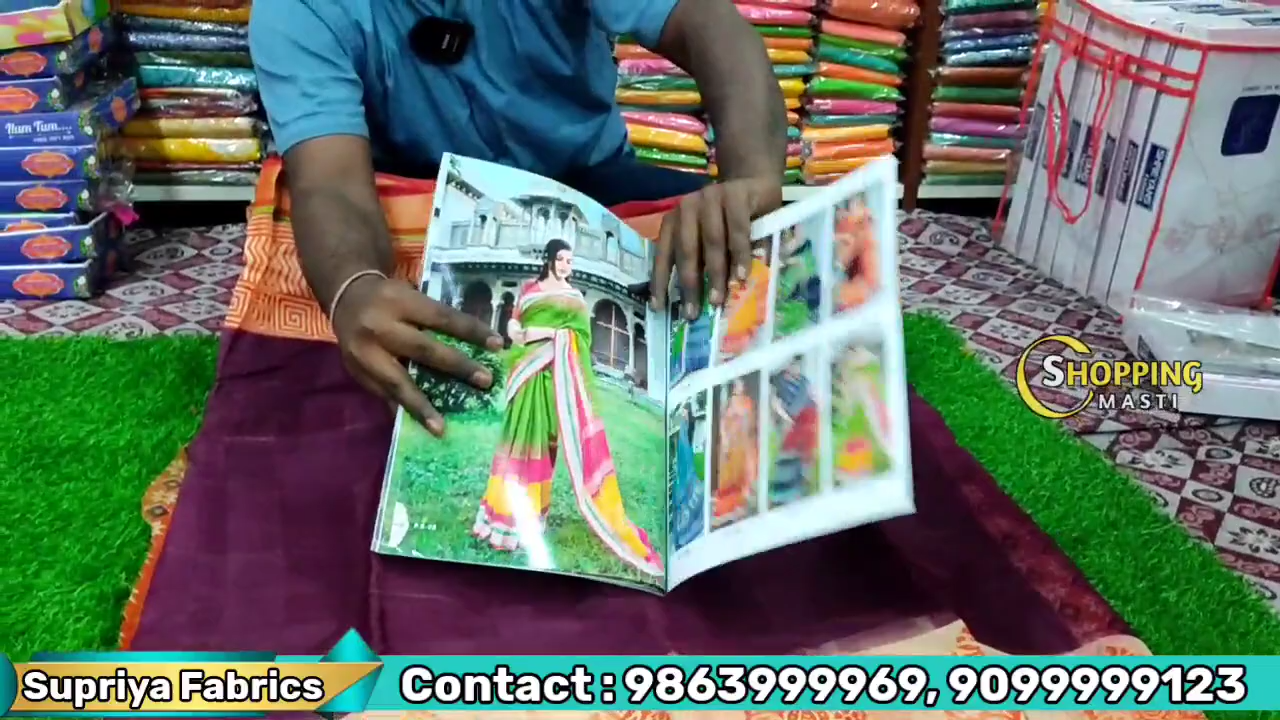 Hum Tum....
SHOPPING
MASTI
Supriya Fabrics
Contact : 9863999969, 9099999123